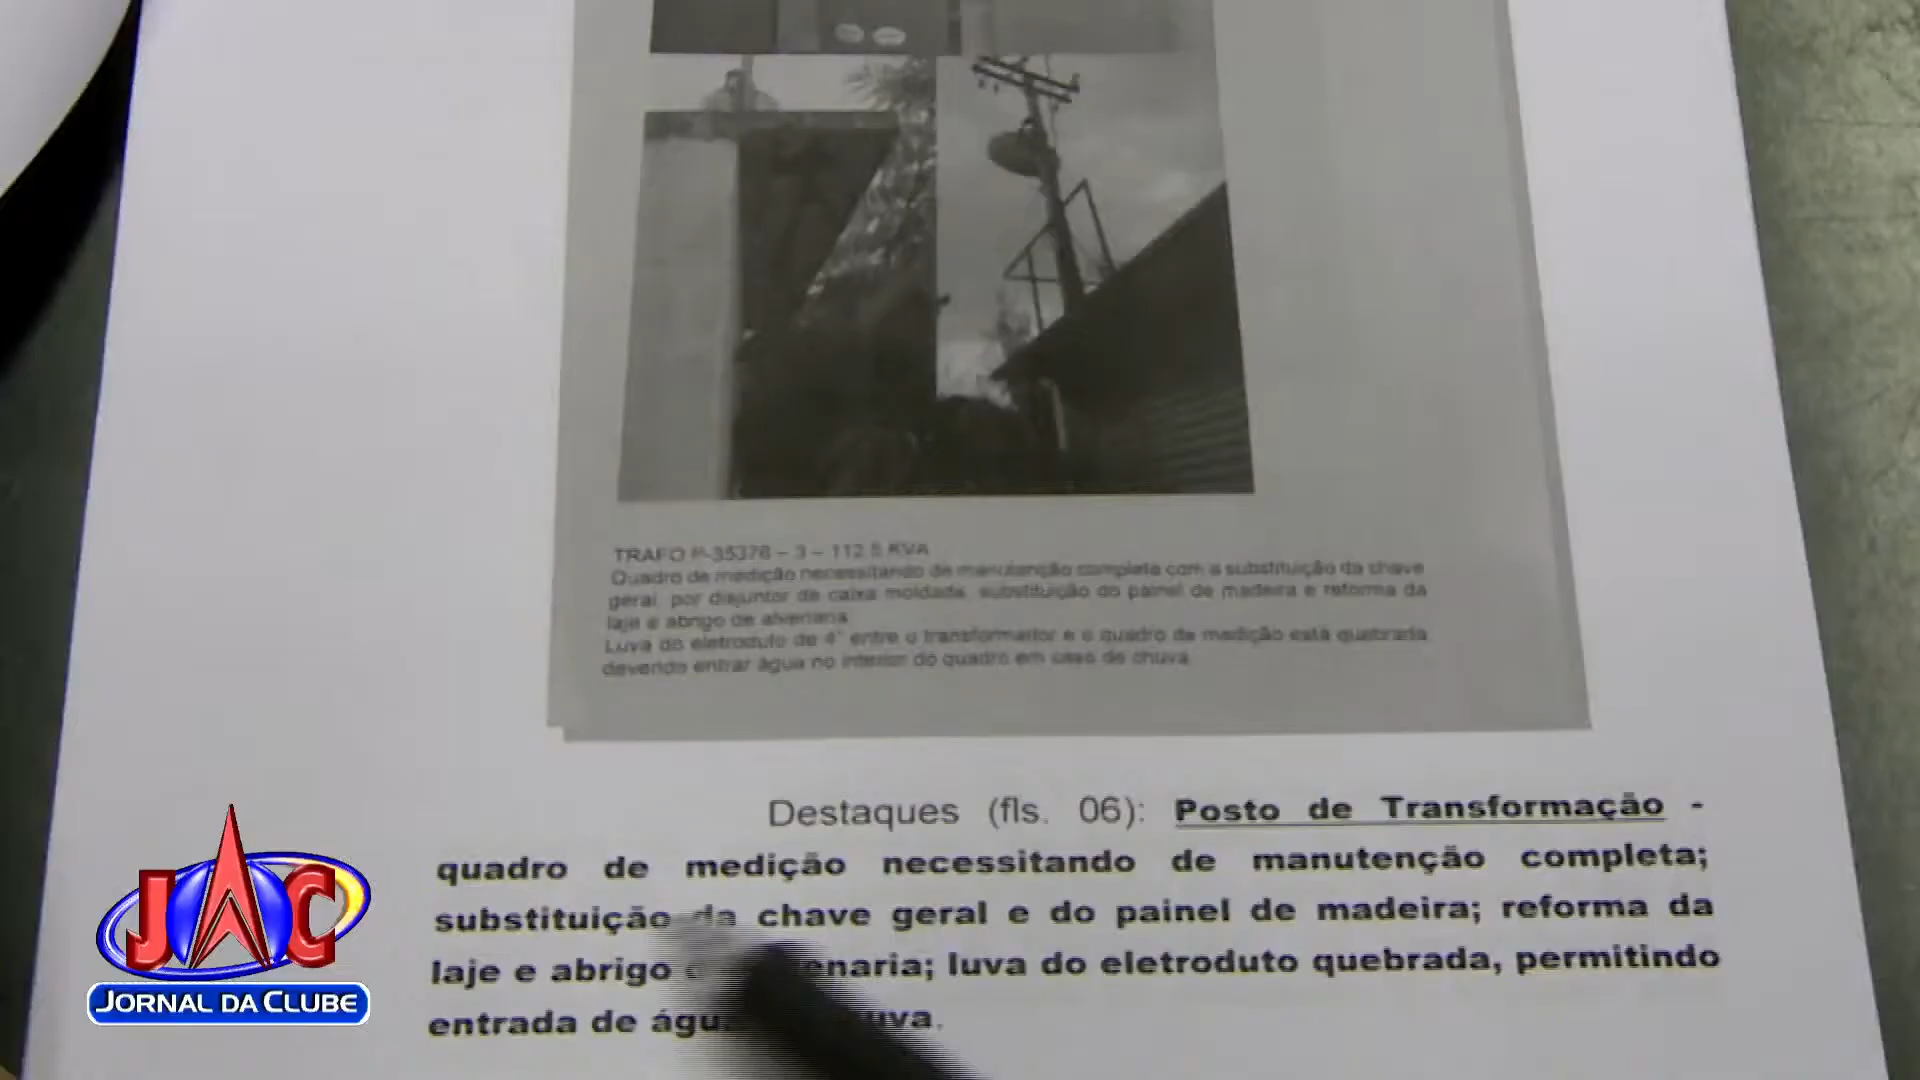 TRAFO P-35378 – 3 – 112.5 KVA
Quadro de medição necessitando de manutenção completa com a substituição da chave
geral, por disjuntor de caixa moldada, substituição do painel de madeira e reforma da
laje e abrigo de alvenaria
Luva do eletroduto de 4" entre o transformador e o quadro de medição está quebrada
devendo entrar água no interior do quadro em caso de chuva
Destaques (fls. 06): Posto de Transformação -
quadro de medição necessitando de manutenção completa;
substituição da chave geral e do painel de madeira; reforma da
laje e abrigo enaria; luva do eletroduto quebrada, permitindo
entrada de águ uva.
JAC
JORNAL DA CLUBE